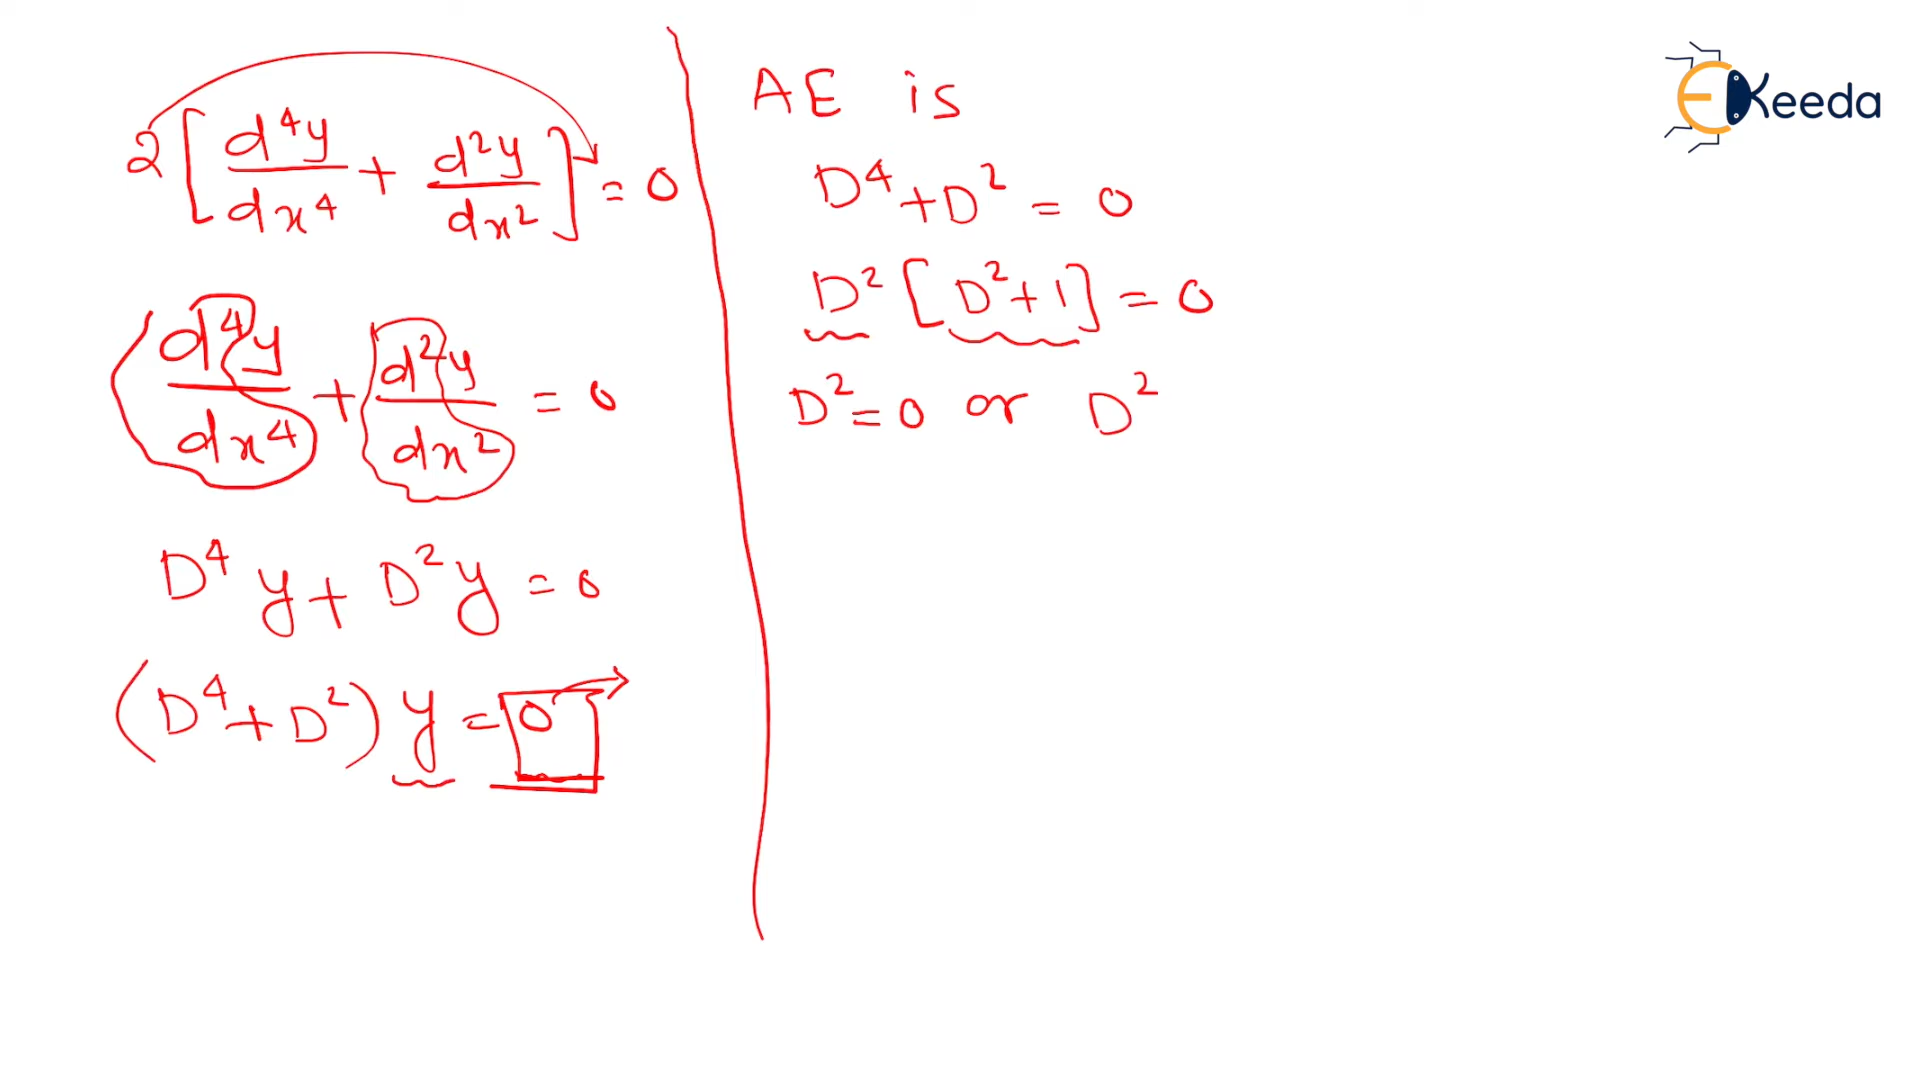 2 [ d⁴y/dx⁴ + d²y/dx² ] = 0
d⁴y/dx⁴ + d²y/dx² = 0
D⁴y + D²y = 0
(D⁴ + D²) y = 0
AE is
D⁴ + D² = 0
D² [D² + 1] = 0
D² = 0 or D²
EKeeda